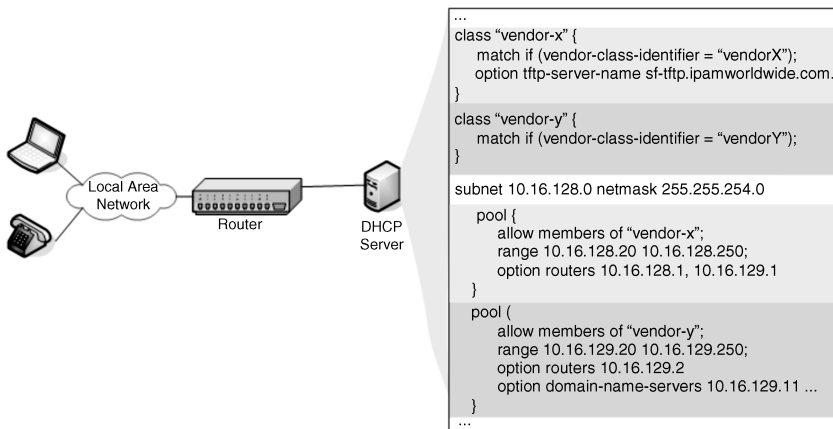 Local Area
Network
Router
DHCP
Server
...
class “vendor-x” {
match if (vendor-class-identifier = “vendorX”);
option tftp-server-name sf-tftp.ipamworldwide.com.
}
class “vendor-y” {
match if (vendor-class-identifier = “vendorY”);
}
subnet 10.16.128.0 netmask 255.255.254.0
pool {
allow members of “vendor-x”;
range 10.16.128.20 10.16.128.250;
option routers 10.16.128.1, 10.16.129.1
}
pool (
allow members of “vendor-y”;
range 10.16.129.20 10.16.129.250;
option routers 10.16.129.2
option domain-name-servers 10.16.129.11 ...
}
...